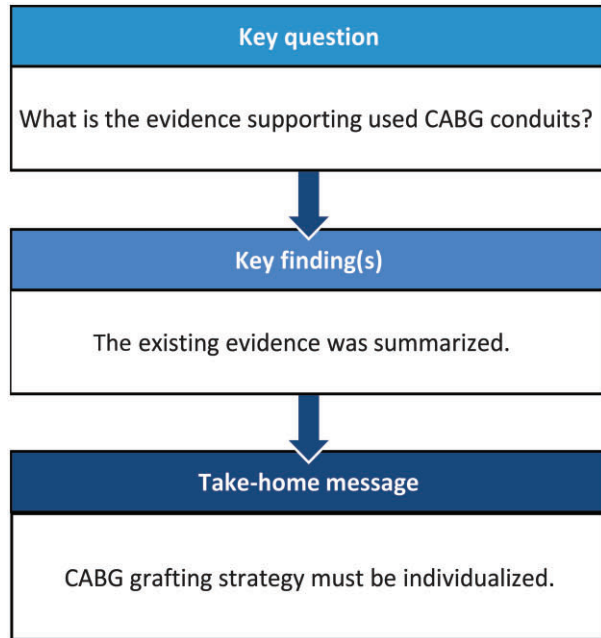 Key question
What is the evidence supporting used CABG conduits?
Key finding(s)
The existing evidence was summarized.
Take-home message
CABG grafting strategy must be individualized.